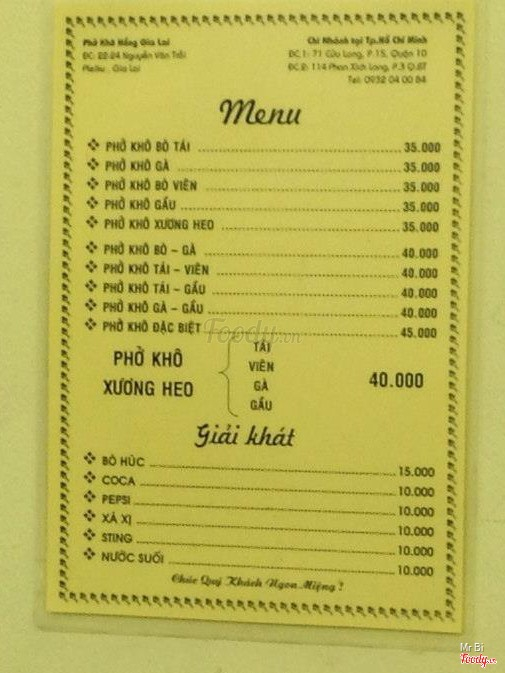 Phở Khô Hồng Gia Lai
ĐC: 22-24 Nguyễn Văn Trỗi
Pleiku - Gia Lai
Chi Nhánh tại Tp.Hồ Chí Minh
ĐC 1: 71 Cửu Long, P.15, Quận 10
ĐC 2: 114 Phan Xích Long, P.3 Q.BT
Tel: 0932 04 00 84
Menu
PHỞ KHÔ BÒ TÁI 35.000
PHỞ KHÔ GÀ 35.000
PHỞ KHÔ BÒ VIÊN 35.000
PHỞ KHÔ GẦU 35.000
PHỞ KHÔ XƯƠNG HEO 35.000
PHỞ KHÔ BÒ - GÀ 40.000
PHỞ KHÔ TÁI - VIÊN 40.000
PHỞ KHÔ TÁI - GẦU 40.000
PHỞ KHÔ GÀ - GẦU 40.000
PHỞ KHÔ ĐẶC BIỆT 45.000
PHỞ KHÔ
XƯƠNG HEO
TÁI
VIÊN
GÀ
GẦU
40.000
Giải khát
BÒ HÚC 15.000
COCA 10.000
PEPSI 10.000
XÁ XỊ 10.000
STING 10.000
NƯỚC SUỐI 10.000
Chúc Quý Khách Ngon Miệng !
Foody.vn
Mr Bi
Foody.vn